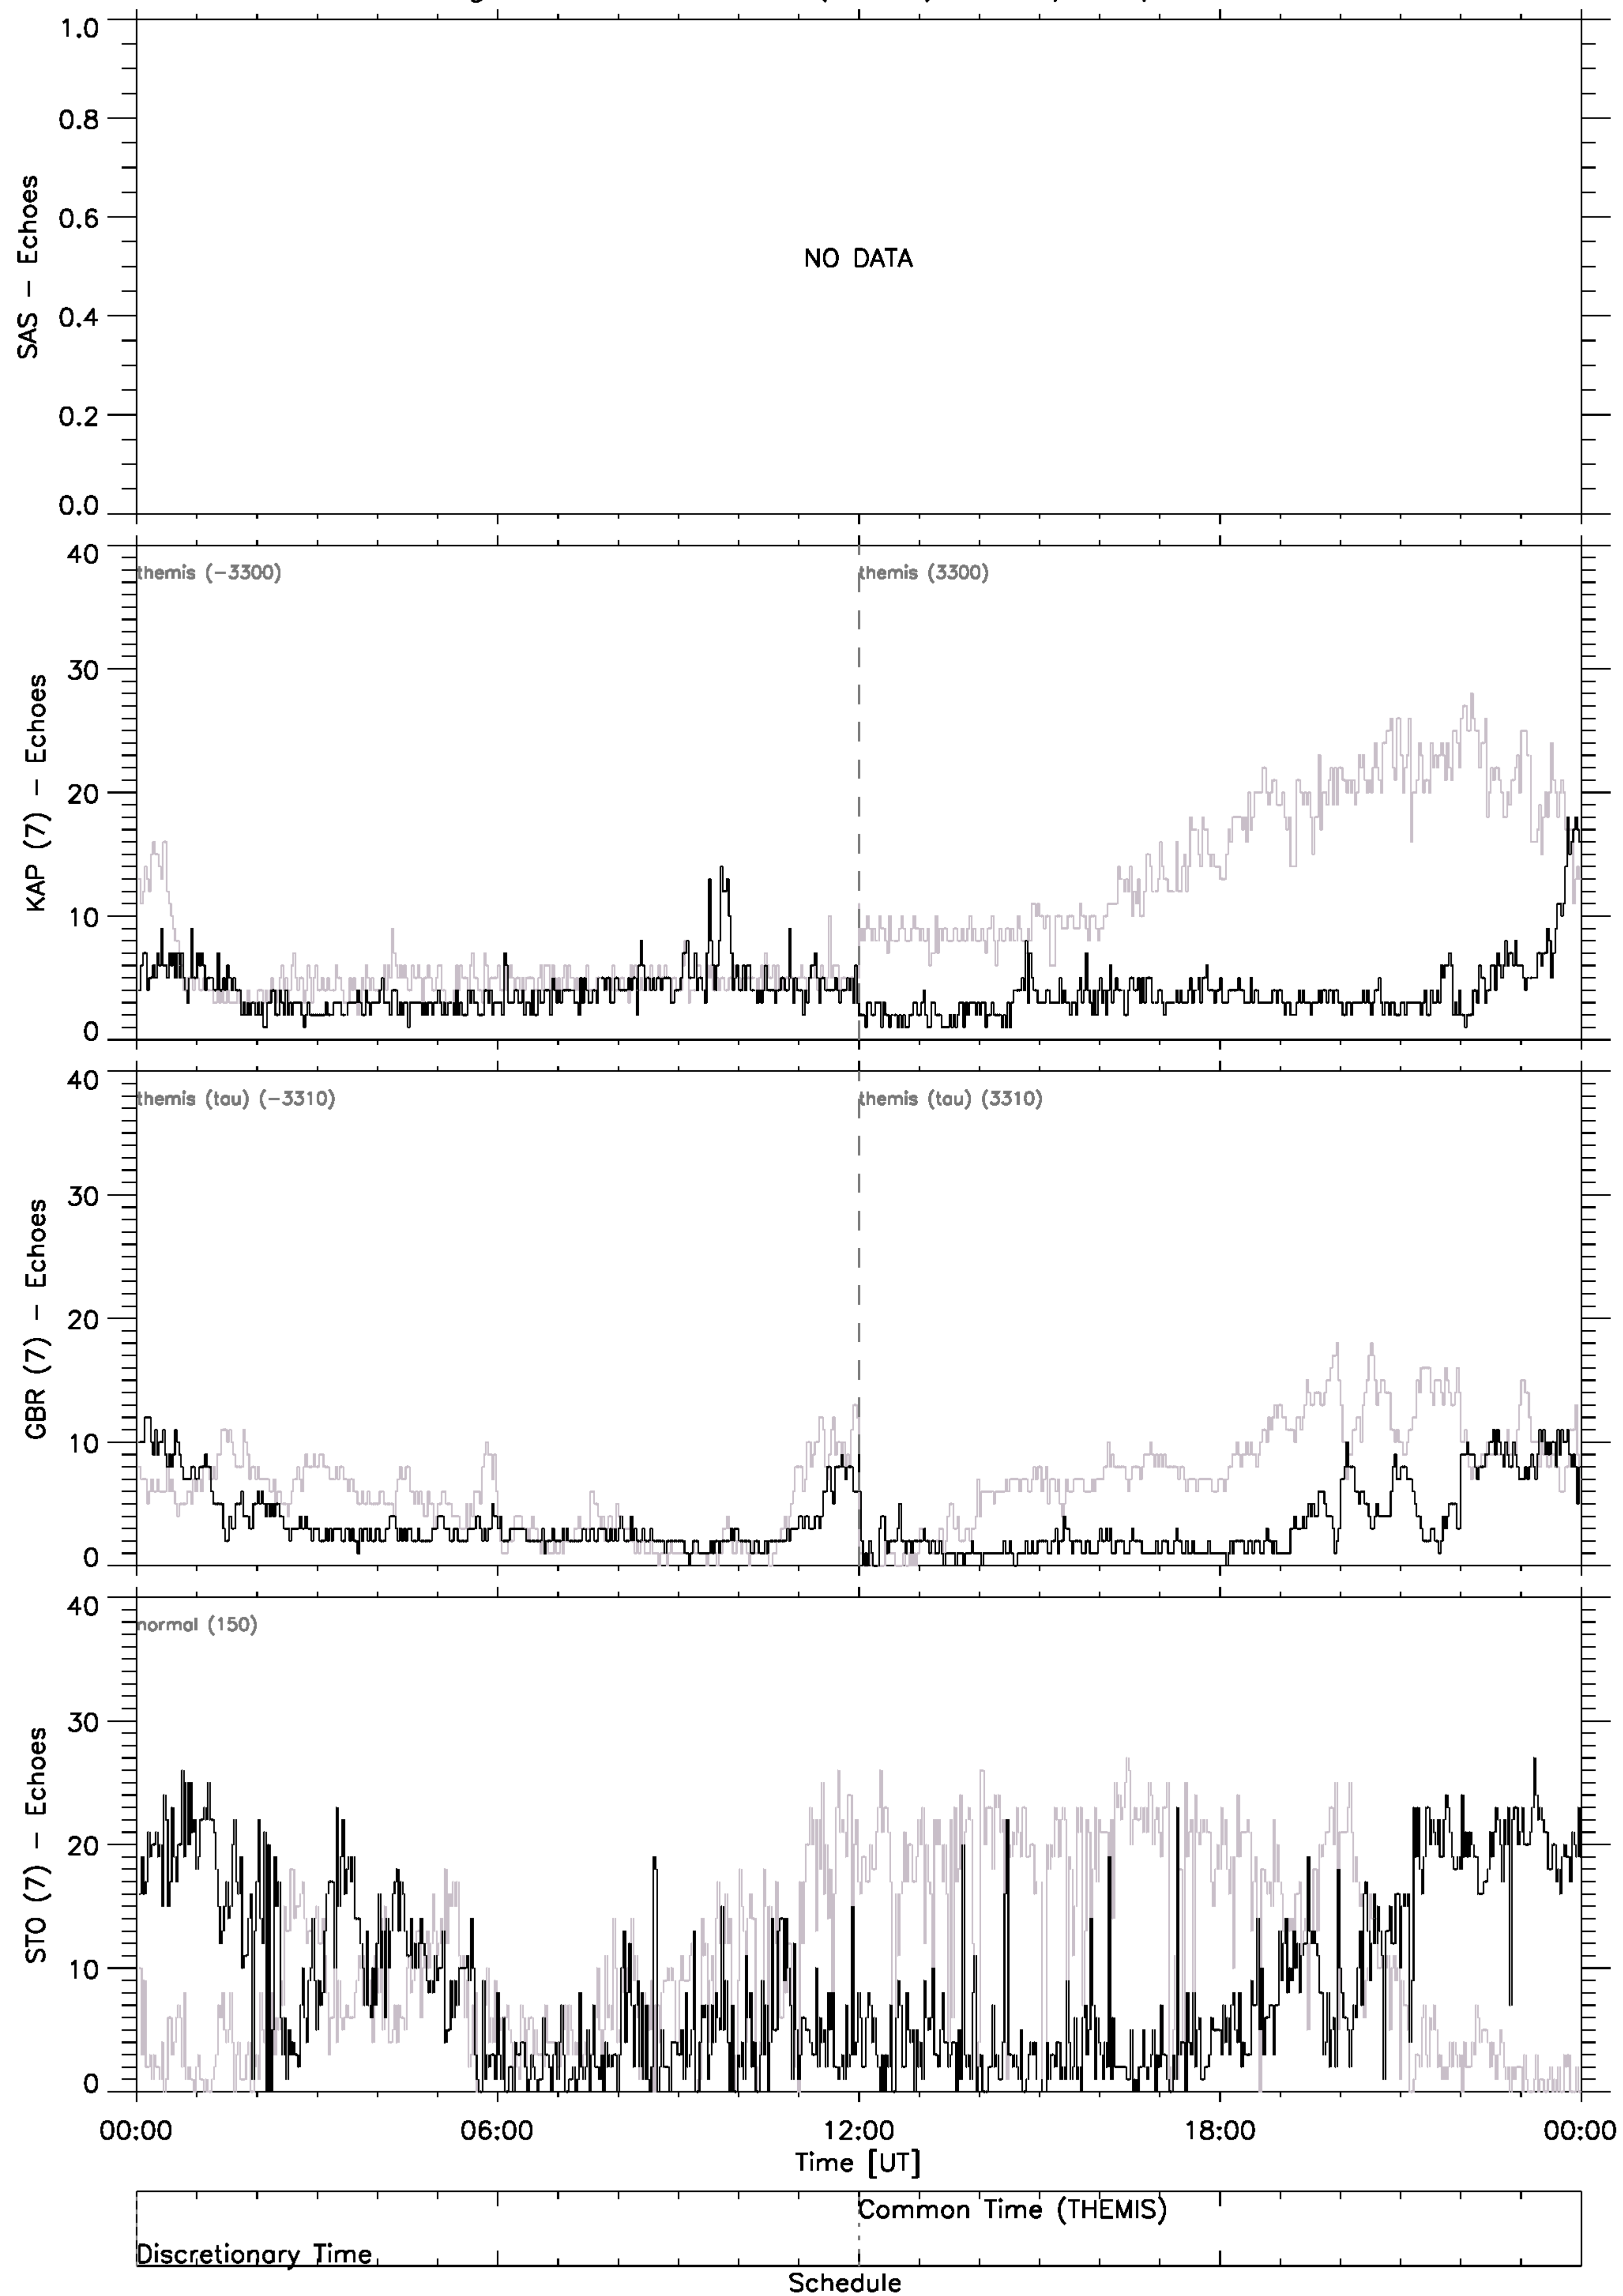 1.0
0.8
0.6
0.4
0.2
0.0
SAS - Echoes
NO DATA
40
30
20
10
0
KAP (7) - Echoes
themis (-3300)
themis (3300)
40
30
20
10
0
GBR (7) - Echoes
themis (tau) (-3310)
themis (tau) (3310)
40
30
20
10
0
STO (7) - Echoes
normal (150)
00:00 06:00 12:00 18:00 00:00
Time [UT]
Common Time (THEMIS)
Discretionary Time
Schedule